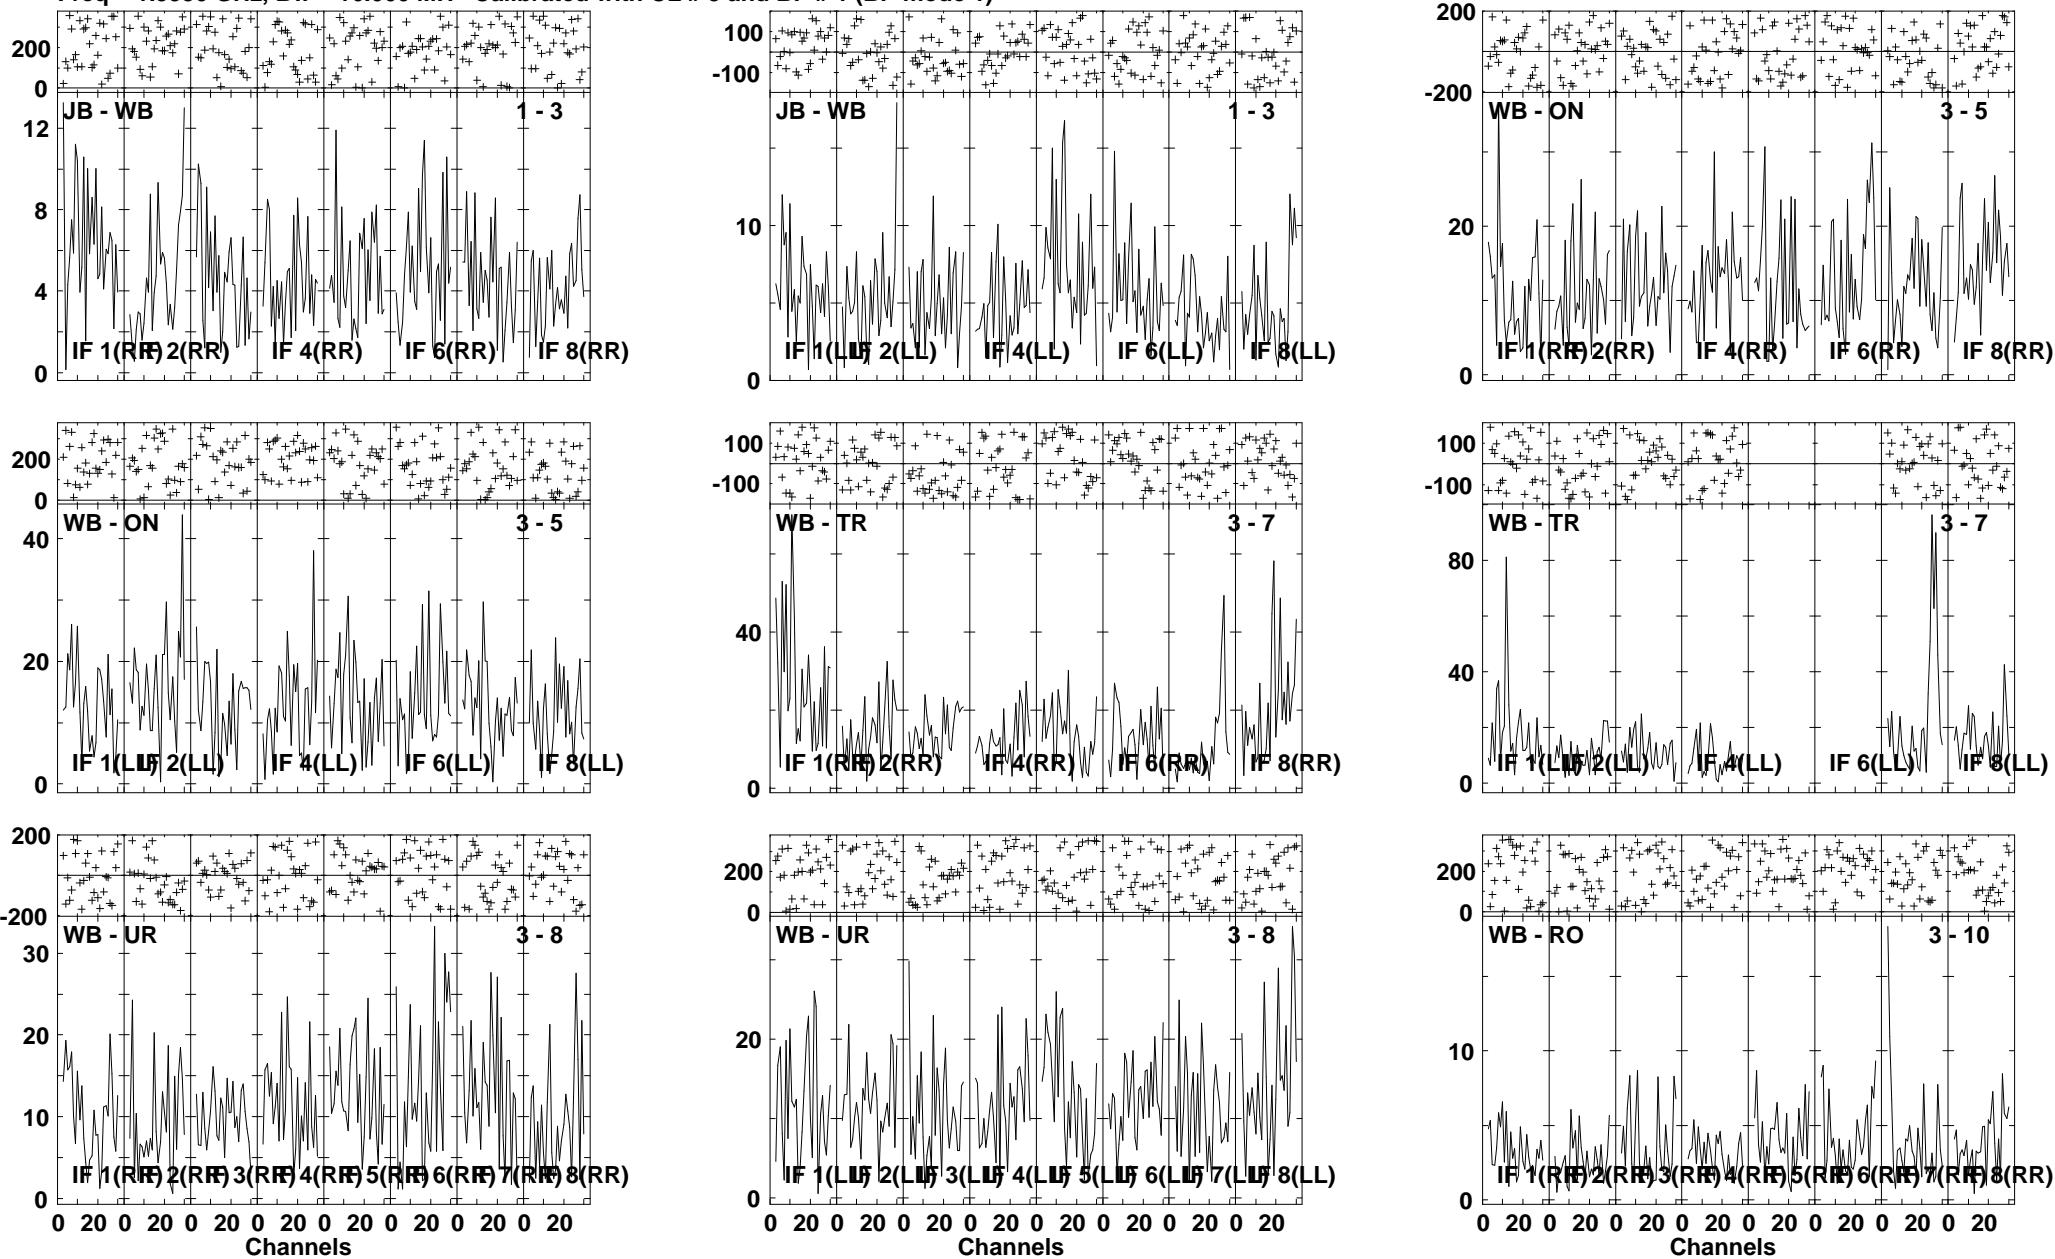 200
0
JB - WB
1 - 3
12
8
4
0
IF 1(RR) IF 2(RR) IF 4(RR) IF 6(RR) IF 8(RR)
100
-100
JB - WB
1 - 3
10
0
IF 1(LL) IF 2(LL) IF 4(LL) IF 6(LL) IF 8(LL)
200
-200
WB - ON
3 - 5
20
0
IF 1(RR) IF 2(RR) IF 4(RR) IF 6(RR) IF 8(RR)
200
0
WB - ON
3 - 5
40
20
0
IF 1(LL) IF 2(LL) IF 4(LL) IF 6(LL) IF 8(LL)
100
-100
WB - TR
3 - 7
40
0
IF 1(RR) IF 2(RR) IF 4(RR) IF 6(RR) IF 8(RR)
100
-100
WB - TR
3 - 7
80
40
0
IF 1(LL) IF 2(LL) IF 4(LL) IF 6(LL) IF 8(LL)
200
-200
WB - UR
3 - 8
30
20
10
0
IF 1(RR) IF 2(RR) IF 3(RR) IF 4(RR) IF 5(RR) IF 6(RR) IF 7(RR) IF 8(RR)
0 20 0 20 0 20 0 20 0 20 0 20 0 20 0 20
Channels
200
0
WB - UR
3 - 8
20
0
IF 1(LL) IF 2(LL) IF 3(LL) IF 4(LL) IF 5(LL) IF 6(LL) IF 7(LL) IF 8(LL)
0 20 0 20 0 20 0 20 0 20 0 20 0 20 0 20
Channels
200
0
WB - RO
3 - 10
10
0
IF 1(RR) IF 2(RR) IF 3(RR) IF 4(RR) IF 5(RR) IF 6(RR) IF 7(RR) IF 8(RR)
0 20 0 20 0 20 0 20 0 20 0 20 0 20 0 20
Channels